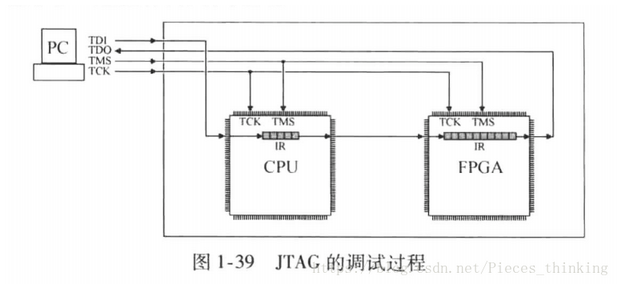 PC
TDI
TDO
TMS
TCK
TCK TMS
IR
CPU
TCK TMS
IR
FPGA
图 1-39 JTAG 的调试过程
https://blog.csdn.net/Pieces_thinking